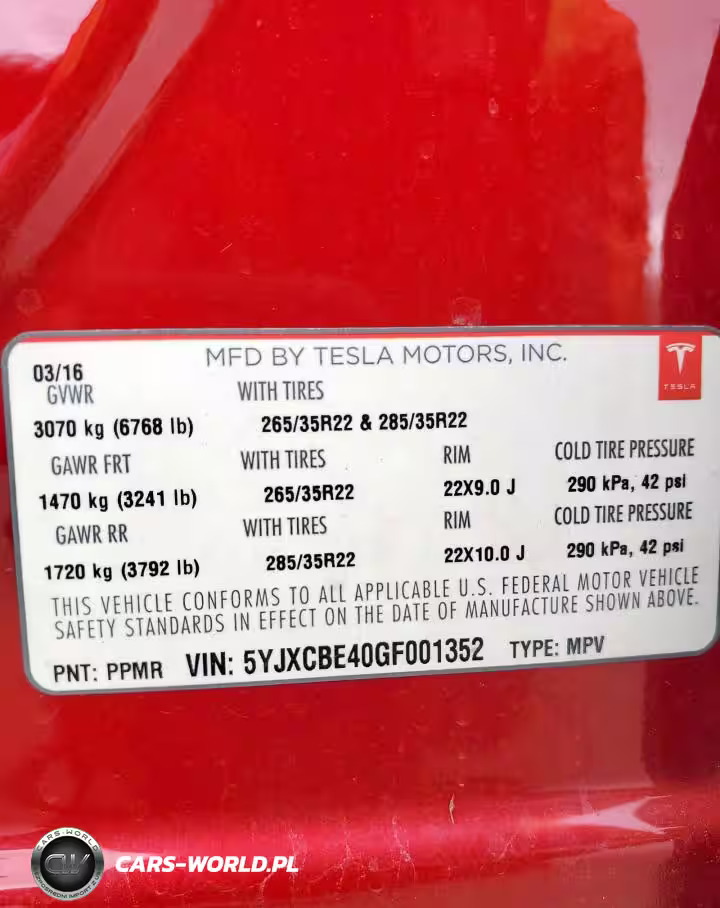 MFD BY TESLA MOTORS, INC.
TESLA
03/16
GVWR WITH TIRES
3070 kg (6768 lb) 265/35R22 & 285/35R22
GAWR FRT WITH TIRES RIM COLD TIRE PRESSURE
1470 kg (3241 lb) 265/35R22 22X9.0 J 290 kPa, 42 psi
GAWR RR WITH TIRES RIM COLD TIRE PRESSURE
1720 kg (3792 lb) 285/35R22 22X10.0 J 290 kPa, 42 psi
THIS VEHICLE CONFORMS TO ALL APPLICABLE U.S. FEDERAL MOTOR VEHICLE
SAFETY STANDARDS IN EFFECT ON THE DATE OF MANUFACTURE SHOWN ABOVE.
PNT: PPMR VIN: 5YJXCBE40GF001352 TYPE: MPV
CARS-WORLD
CW
CARS-WORLD.PL